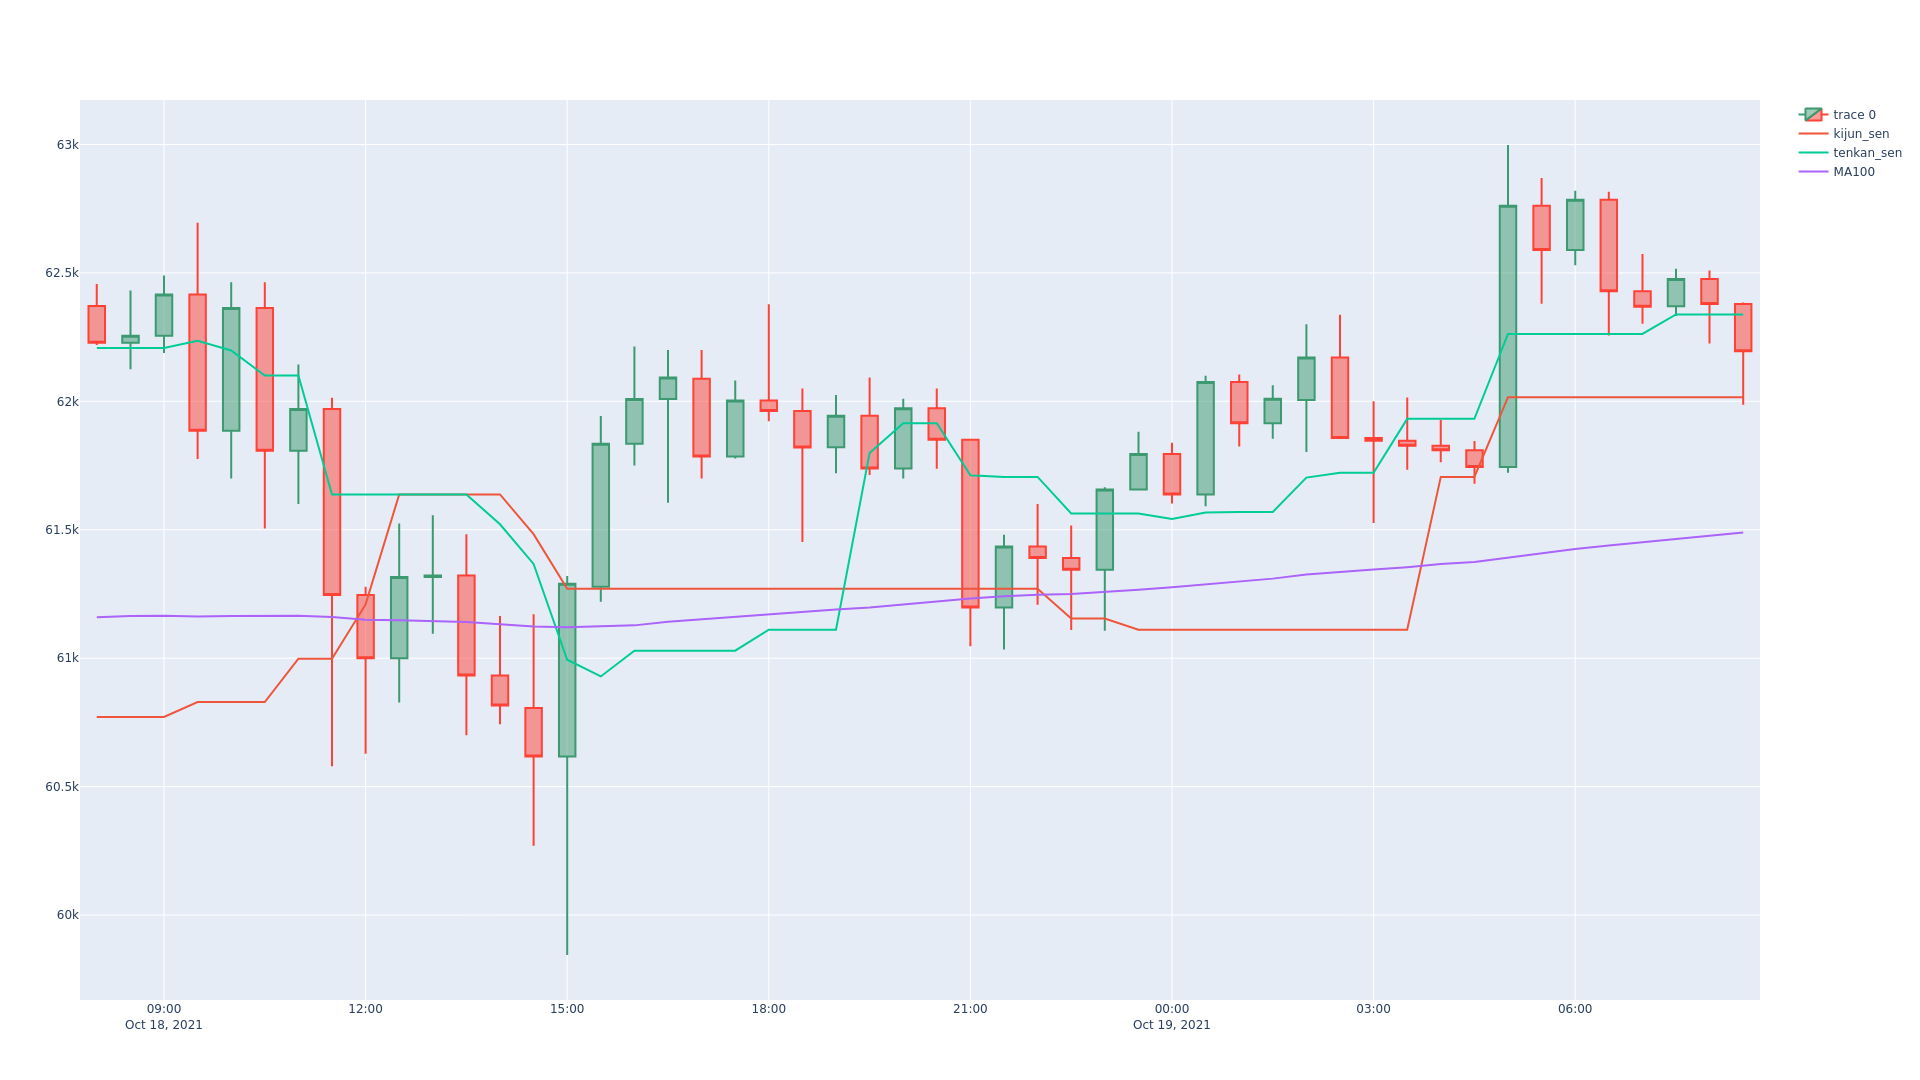 trace 0
kijun_sen
tenkan_sen
MA100
63k
62.5k
62k
61.5k
61k
60.5k
60k
09:00 12:00 15:00 18:00 21:00 00:00 03:00 06:00
Oct 18, 2021 Oct 19, 2021